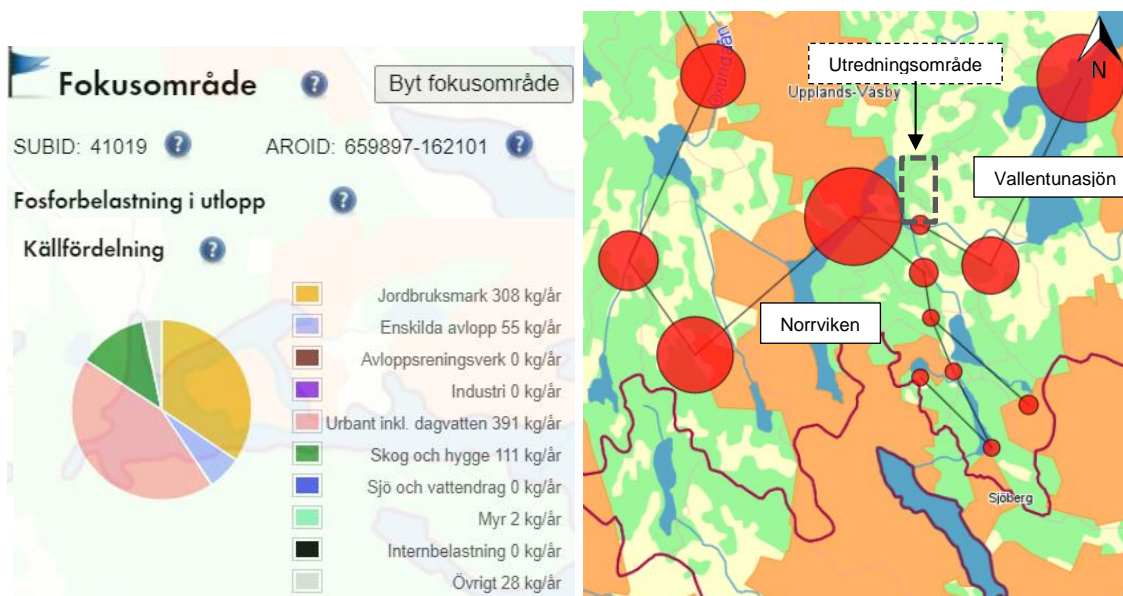 Fokusområde
?
Byt fokusområde
SUBID: 41019
?
AROID: 659897-162101
?
Fosforbelastning i utlopp
?
Källfördelning
?
Jordbruksmark 308 kg/år
Enskilda avlopp 55 kg/år
Avloppsreningsverk 0 kg/år
Industri 0 kg/år
Urbant inkl. dagvatten 391 kg/år
Skog och hygge 111 kg/år
Sjö och vattendrag 0 kg/år
Myr 2 kg/år
Internbelastning 0 kg/år
Övrigt 28 kg/år
Utredningsområde
N
Upplands-Väsby
Vallentunasjön
Norrviken
Sjöberg